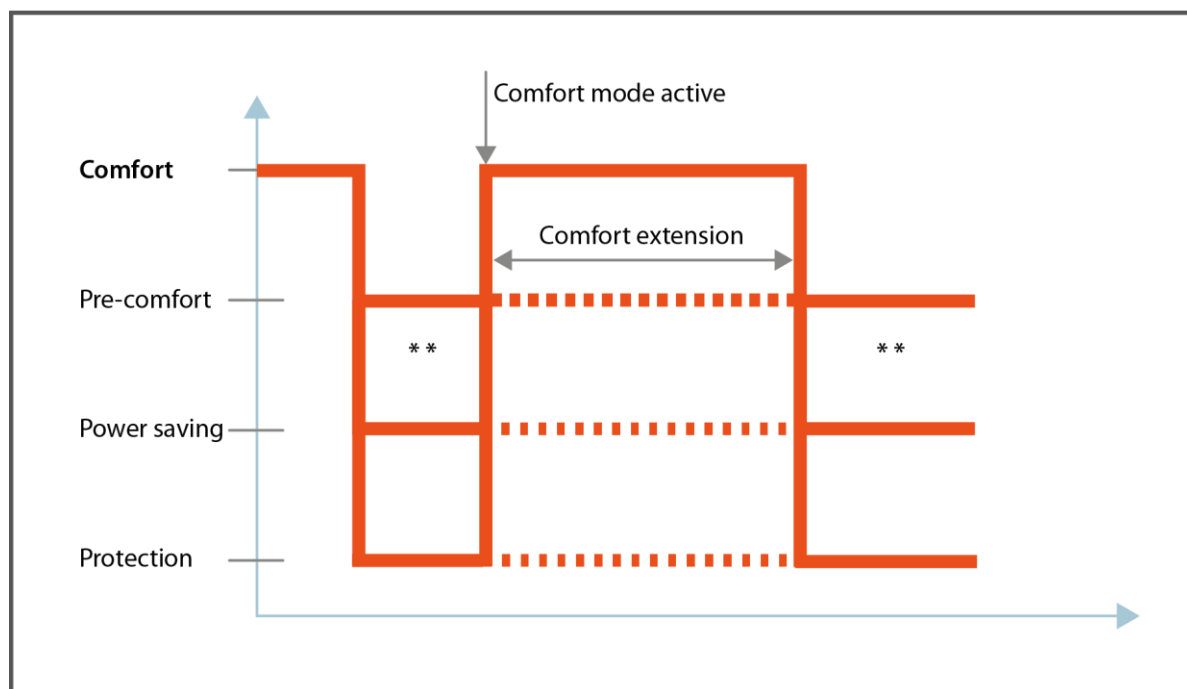 Comfort mode active
Comfort
Comfort extension
Pre-comfort
* *
* *
Power saving
Protection